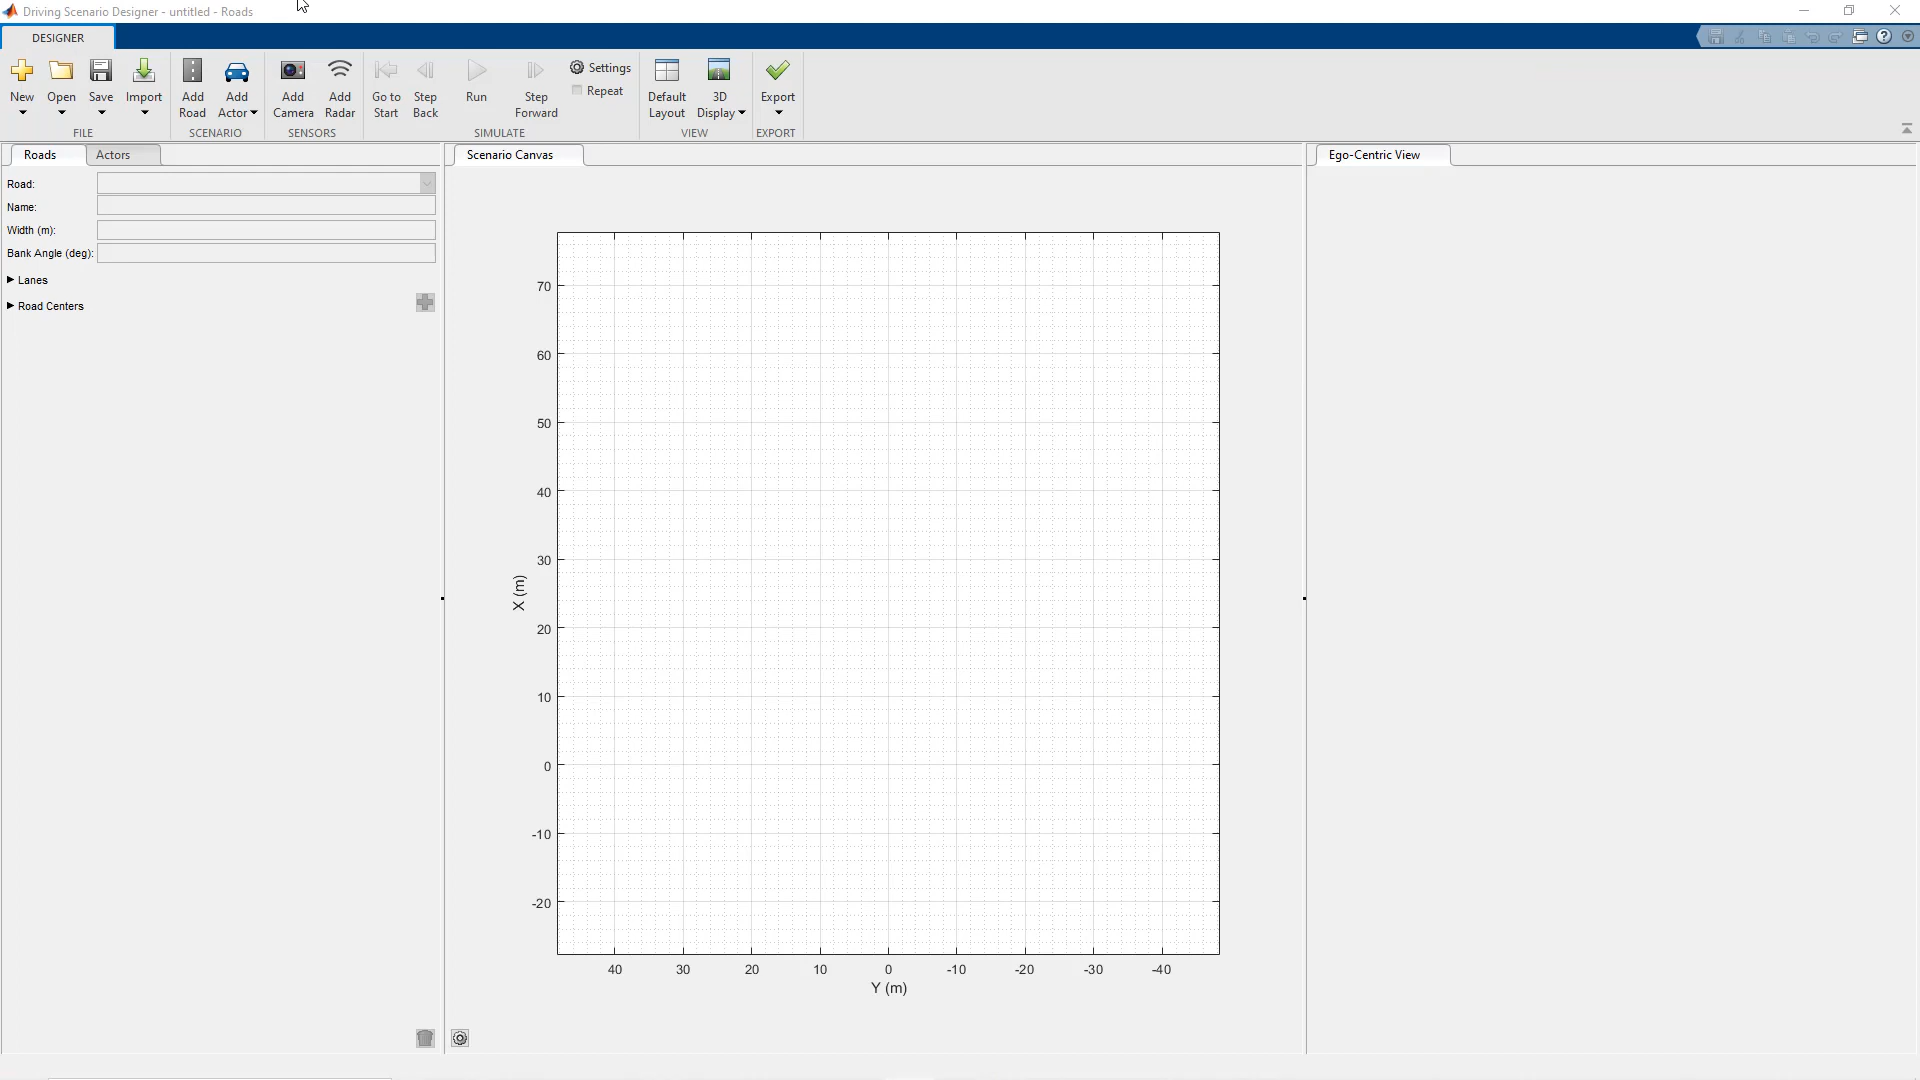 Driving Scenario Designer - untitled - Roads
DESIGNER
New
Open
Save
Import
Add Road
Add Actor
Add Camera
Add Radar
Go to Start
Step Back
Run
Step Forward
Settings
Repeat
Default Layout
3D Display
Export
FILE
SCENARIO
SENSORS
SIMULATE
VIEW
EXPORT
Roads
Actors
Road:
Name:
Width (m):
Bank Angle (deg):
Lanes
Road Centers
Scenario Canvas
70
60
50
40
30
20
10
0
-10
-20
X (m)
40 30 20 10 0 -10 -20 -30 -40
Y (m)
Ego-Centric View